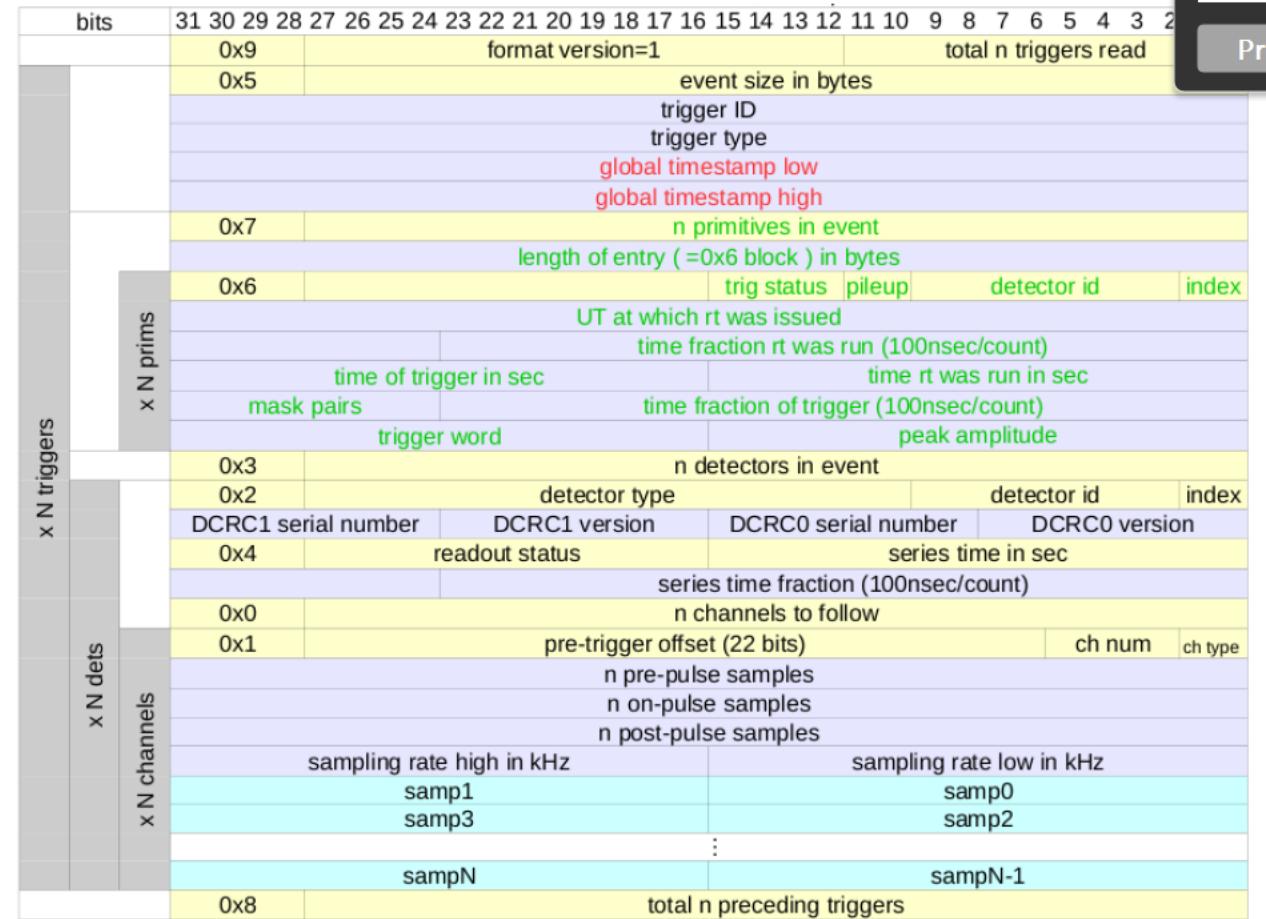 bits 31 30 29 28 27 26 25 24 23 22 21 20 19 18 17 16 15 14 13 12 11 10 9 8 7 6 5 4 3 2
Pr
0x9 format version=1 total n triggers read
0x5 event size in bytes
trigger ID
trigger type
global timestamp low
global timestamp high
0x7 n primitives in event
length of entry ( =0x6 block ) in bytes
0x6 trig status pileup detector id index
UT at which rt was issued
time fraction rt was run (100nsec/count)
time of trigger in sec time rt was run in sec
mask pairs time fraction of trigger (100nsec/count)
trigger word peak amplitude
x N prims
0x3 n detectors in event
0x2 detector type detector id index
DCRC1 serial number DCRC1 version DCRC0 serial number DCRC0 version
0x4 readout status series time in sec
series time fraction (100nsec/count)
0x0 n channels to follow
0x1 pre-trigger offset (22 bits) ch num ch type
n pre-pulse samples
n on-pulse samples
n post-pulse samples
sampling rate high in kHz sampling rate low in kHz
samp1 samp0
samp3 samp2
⋮
sampN sampN-1
x N triggers
x N dets
x N channels
0x8 total n preceding triggers